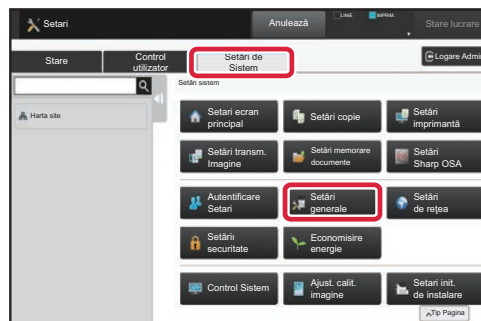 Setari
Anulează
LINIE
IMPRIM.
Stare lucrare
Stare
Control
utilizator
Setări de
Sistem
Logare Admi
Setări sistem
Harta site
Setari ecran
principal
Setări copie
Setări
imprimantă
Setări transm.
Imagine
Setări memorare
documente
Setări
Sharp OSA
Autentificare
Setari
Setări
generale
Setări
de rețea
Setării
securitate
Economisire
energie
Control Sistem
Ajust. calit.
imagine
Setari init.
de instalare
Tip Pagina